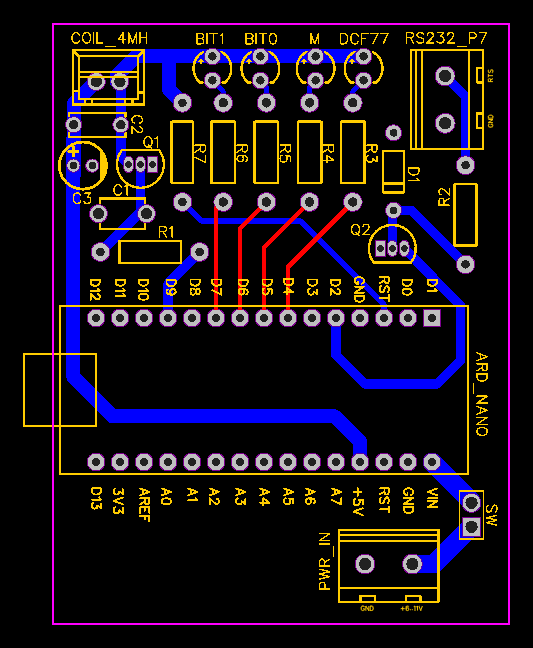 COIL_4MH BIT1 BIT0 M DCF77 RS232_P7
RTS
GND
C2
Q1
R7 R6 R5 R4 R3
D1
C3
C1
R2
R1
Q2
D12 D11 D10 D9 D8 D7 D6 D5 D4 D3 D2 GND RST D0 D1
ARD_NANO
D13 3V3 AREF A0 A1 A2 A3 A4 A5 A6 A7 +5V RST GND VIN
SW
PWR_IN
GND +6..11V